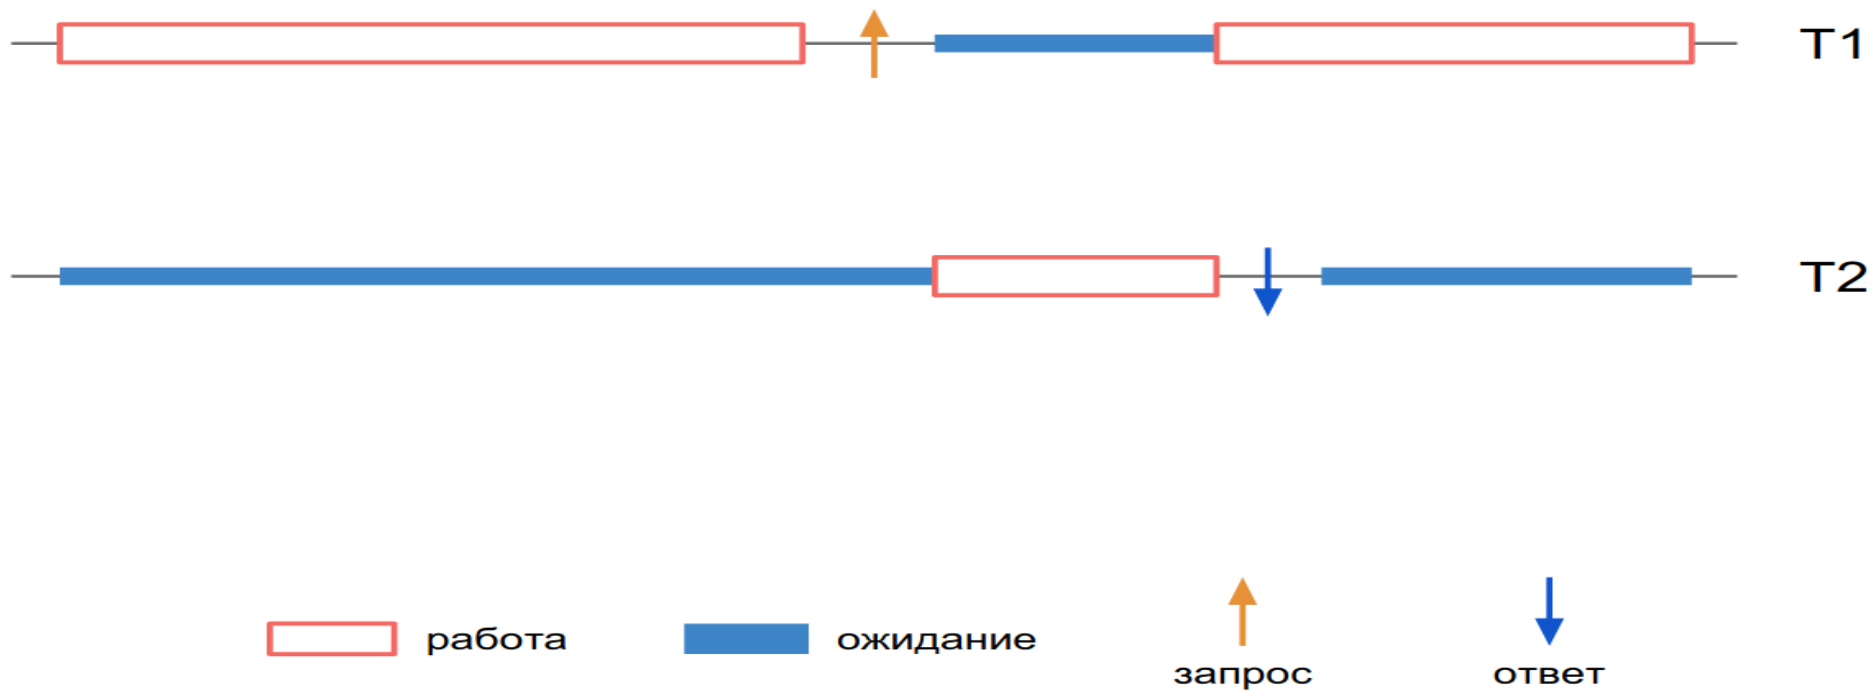 T1
T2
работа
ожидание
запрос
ответ